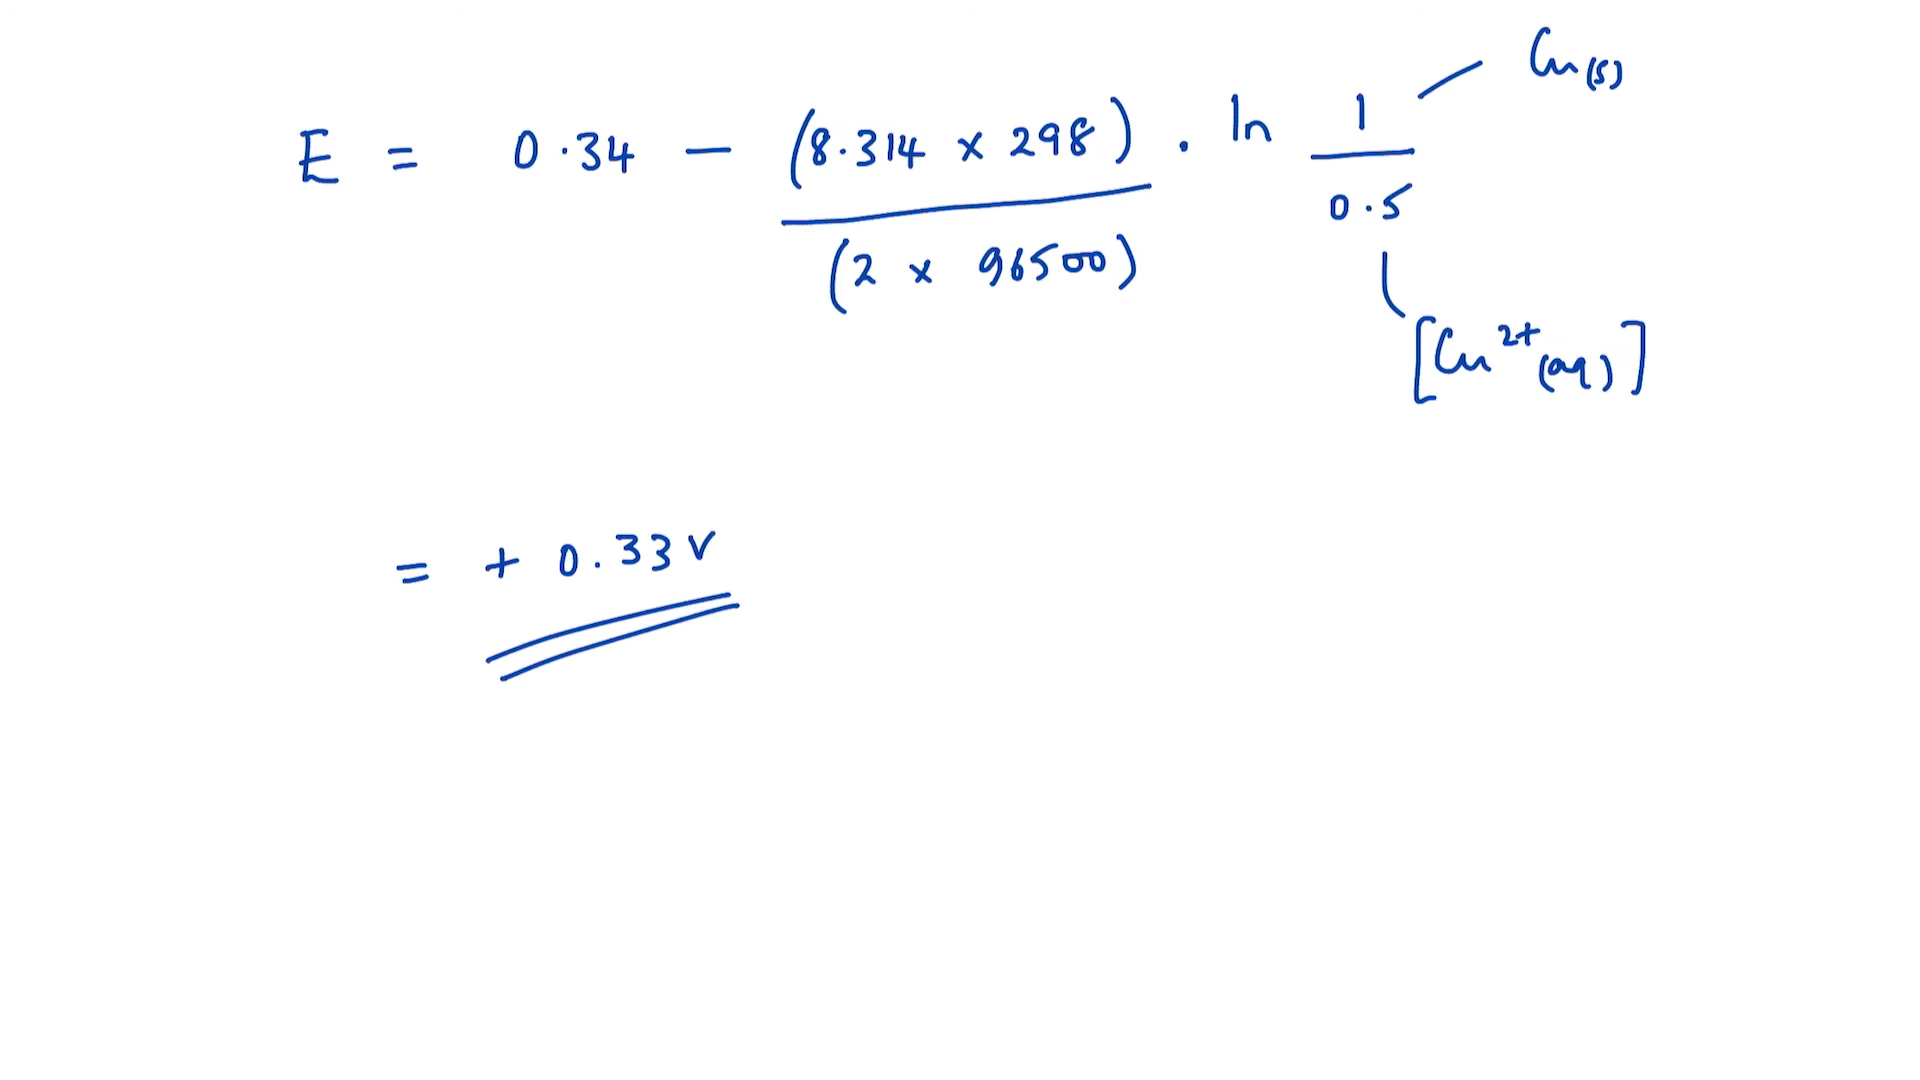 Cu(s)
E = 0.34 − (8.314 × 298) / (2 × 96500) . ln 1 / 0.5
[Cu²⁺(aq)]
= + 0.33 V